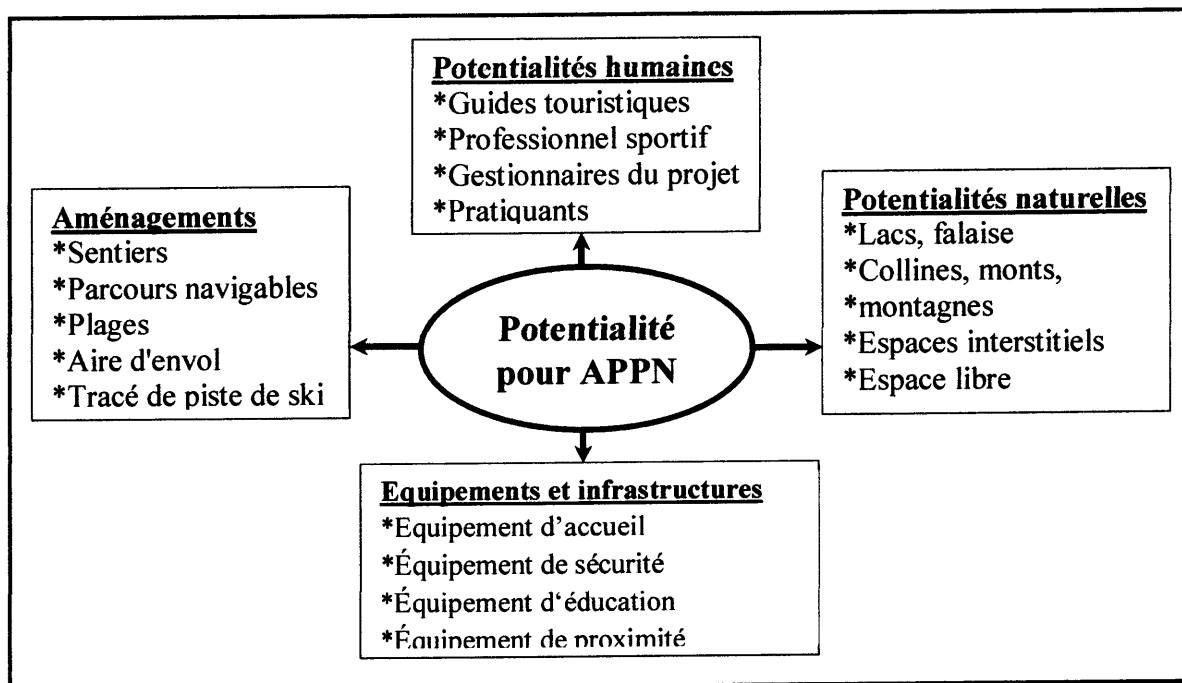 Potentialités humaines
*Guides touristiques
*Professionnel sportif
*Gestionnaires du projet
*Pratiquants
Aménagements
*Sentiers
*Parcours navigables
*Plages
*Aire d'envol
*Tracé de piste de ski
Potentialité
pour APPN
Potentialités naturelles
*Lacs, falaise
*Collines, monts,
*montagnes
*Espaces interstitiels
*Espace libre
Equipements et infrastructures
*Equipement d’accueil
*Équipement de sécurité
*Équipement d‘éducation
*Équipement de proximité